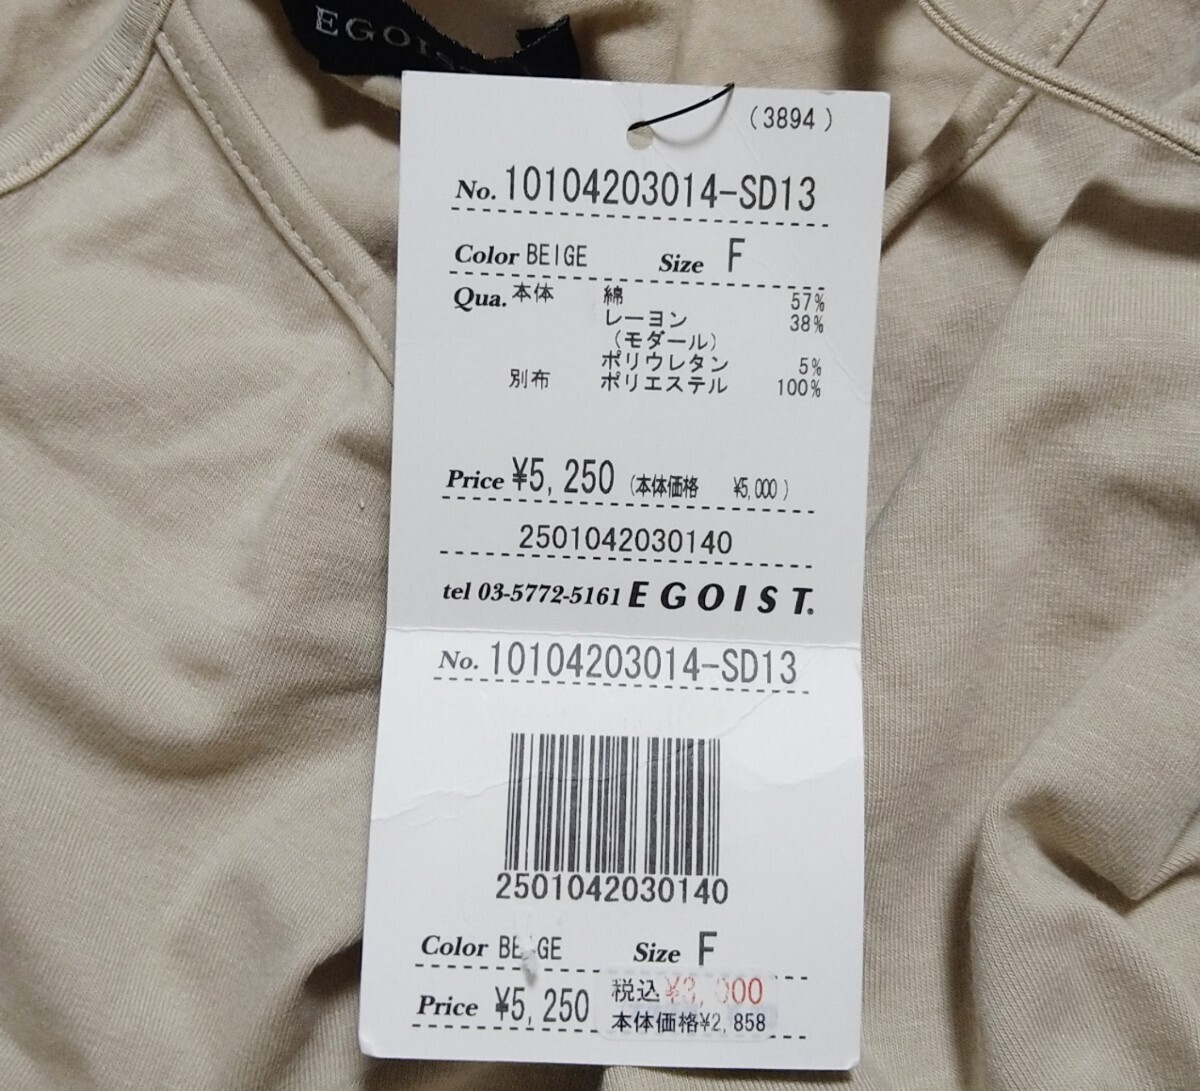 EGOIST
(3894)
No. 10104203014-SD13
Color BEIGE Size F
Qua. 本体 綿 57%
レーヨン 38%
(モダール)
ポリウレタン 5%
別布 ポリエステル 100%
Price ¥5,250 (本体価格 ¥5,000)
2501042030140
tel 03-5772-5161 EGOIST.
No. 10104203014-SD13
2501042030140
Color BEIGE Size F
Price ¥5,250 税込¥3,000
本体価格¥2,858